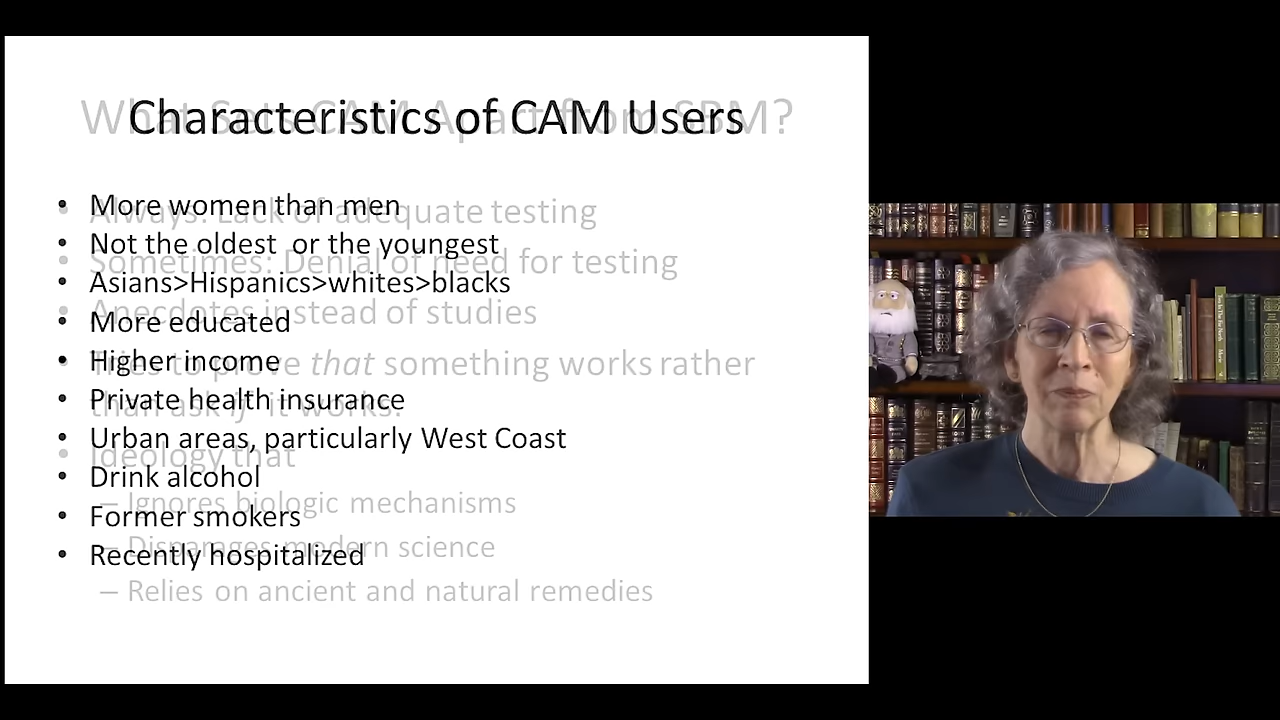 Characteristics of CAM Users
• More women than men
• Not the oldest or the youngest
• Asians>Hispanics>whites>blacks
• More educated
• Higher income
• Private health insurance
• Urban areas, particularly West Coast
• Drink alcohol
• Former smokers
• Recently hospitalized
What Sets CAM Apart from SBM?
• Always: Lack of adequate testing
• Sometimes: Denial of need for testing
• Anecdotes instead of studies
• Tries to prove that something works rather
than ask if it works.
• Ideology that
– Ignores biologic mechanisms
– Disparages modern science
– Relies on ancient and natural remedies